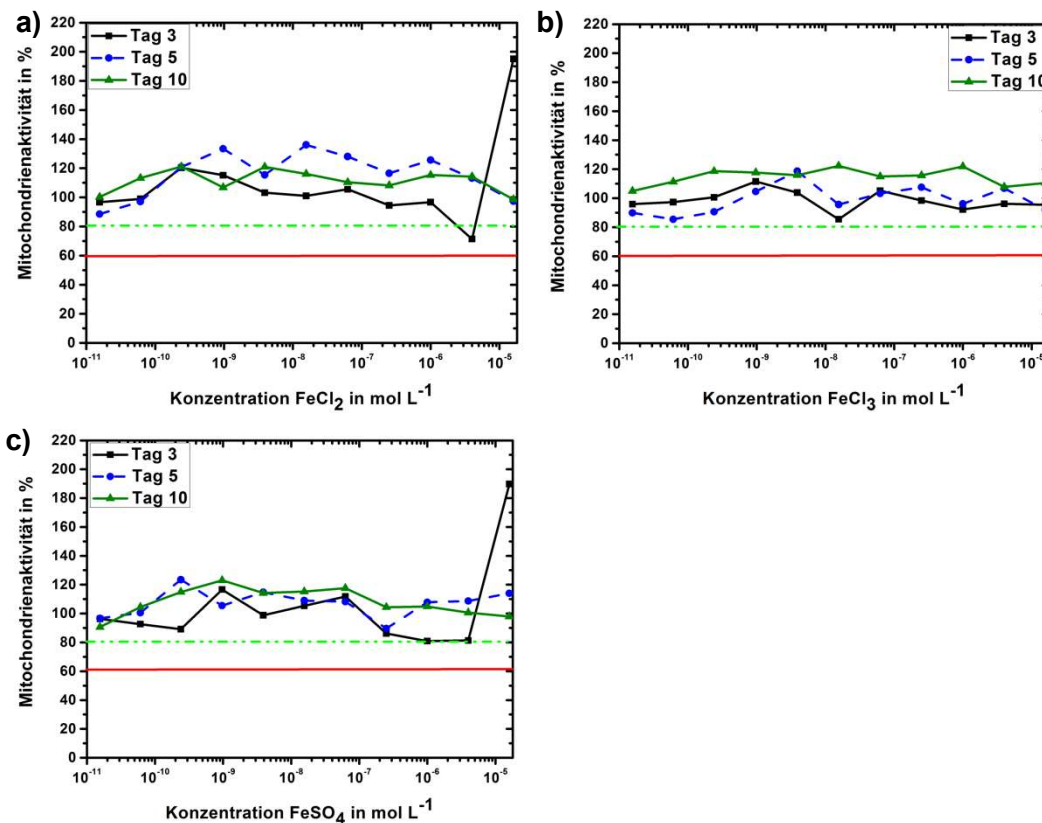 a)
220
200
180
160
140
120
100
80
60
40
20
0
Mitochondrienaktivität in %
Tag 3
Tag 5
Tag 10
10⁻¹¹ 10⁻¹⁰ 10⁻⁹ 10⁻⁸ 10⁻⁷ 10⁻⁶ 10⁻⁵
Konzentration FeCl₂ in mol L⁻¹
b)
220
200
180
160
140
120
100
80
60
40
20
0
Mitochondrienaktivität in %
Tag 3
Tag 5
Tag 10
10⁻¹¹ 10⁻¹⁰ 10⁻⁹ 10⁻⁸ 10⁻⁷ 10⁻⁶ 10⁻⁵
Konzentration FeCl₃ in mol L⁻¹
c)
220
200
180
160
140
120
100
80
60
40
20
0
Mitochondrienaktivität in %
Tag 3
Tag 5
Tag 10
10⁻¹¹ 10⁻¹⁰ 10⁻⁹ 10⁻⁸ 10⁻⁷ 10⁻⁶ 10⁻⁵
Konzentration FeSO₄ in mol L⁻¹